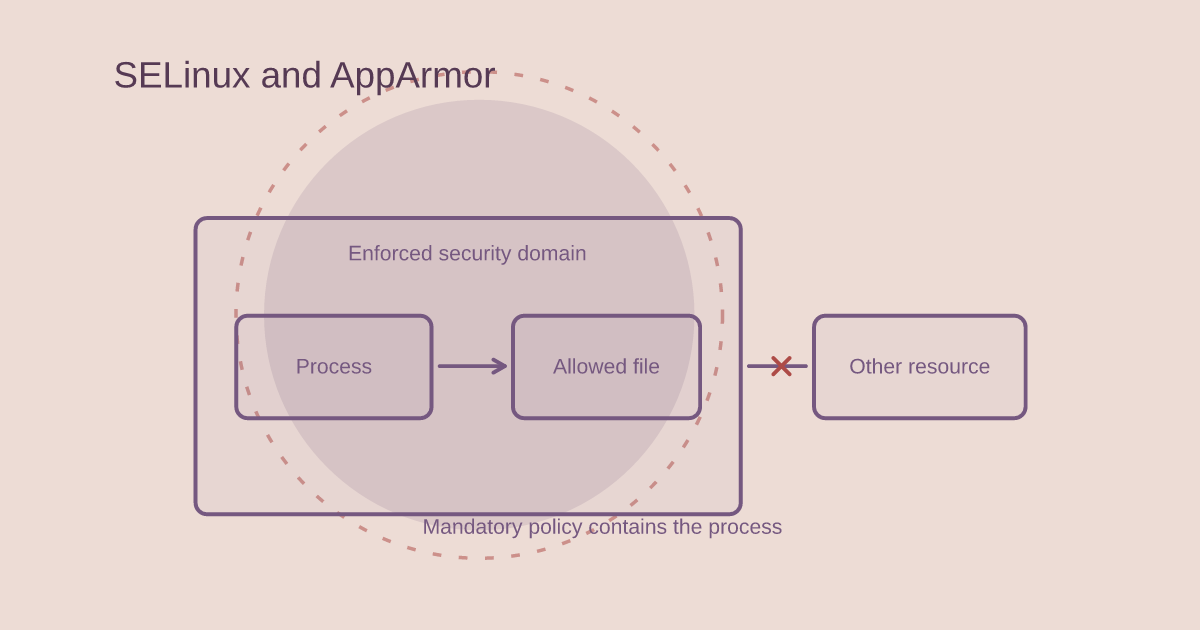 SELinux and AppArmor
Enforced security domain
Process
Allowed file
Other resource
Mandatory policy contains the process